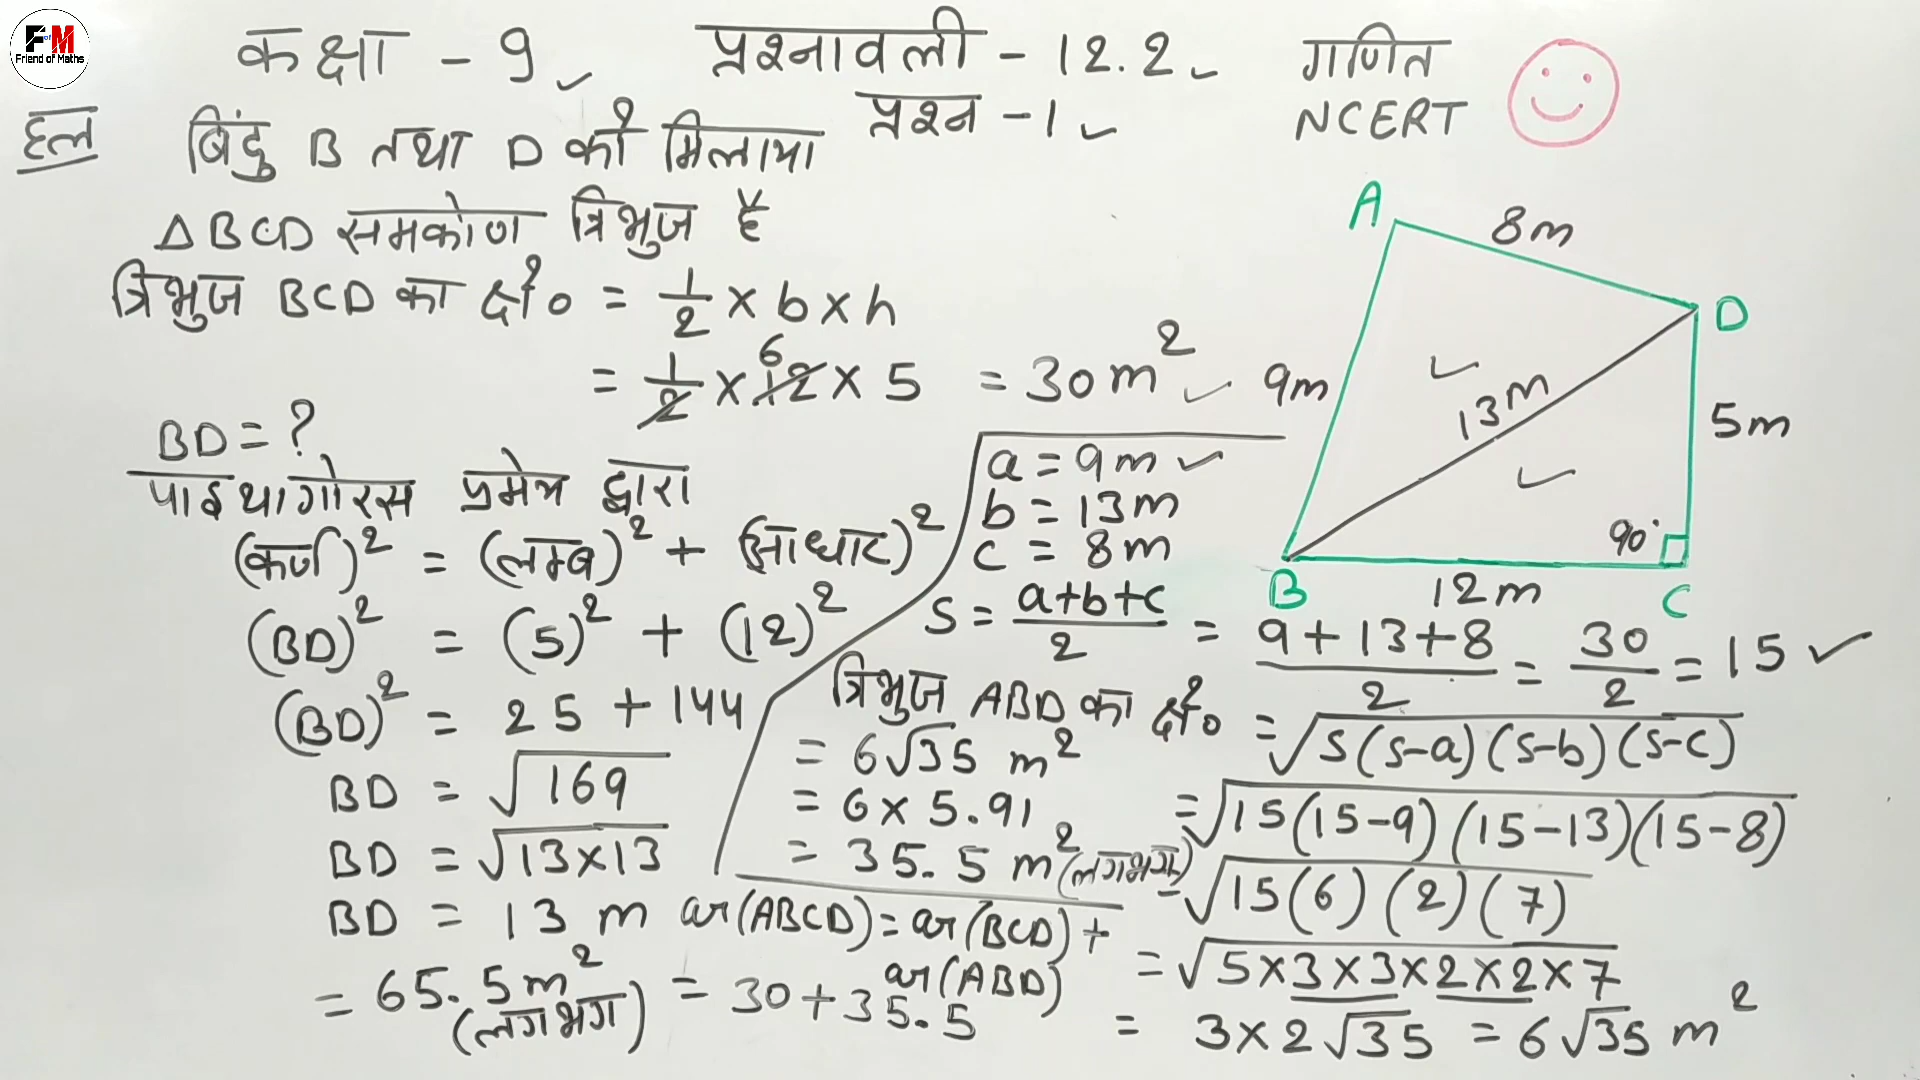 FofM
Friend of Maths
कक्षा - 9 प्रश्नावली - 12.2 गणित
प्रश्न - 1 NCERT
हल बिंदु B तथा D को मिलाया
△BCD समकोण त्रिभुज है
त्रिभुज BCD का क्षे० = 1/2 × b × h
= 1/2 × 12 × 5 = 30 m²
6
BD = ?
पाइथागोरस प्रमेय द्वारा
(कर्ण)² = (लम्ब)² + (आधार)²
(BD)² = (5)² + (12)²
(BD)² = 25 + 144
BD = √169
BD = √13×13
BD = 13 m
A
8m
D
9m
13m
5m
90°
B
12m
C
a = 9m
b = 13m
c = 8m
S = a+b+c/2 = 9+13+8/2 = 30/2 = 15
त्रिभुज ABD का क्षे० = √S(S-a)(S-b)(S-c)
= √15(15-9)(15-13)(15-8)
= √15(6)(2)(7)
= √5×3×3×2×2×7
= 3×2√35 = 6√35 m²
= 6√35 m²
= 6×5.91
= 35.5 m² (लगभग)
ar(ABCD) = ar(BCD) +
ar(ABD)
= 30 + 35.5
= 65.5 m²
(लगभग)